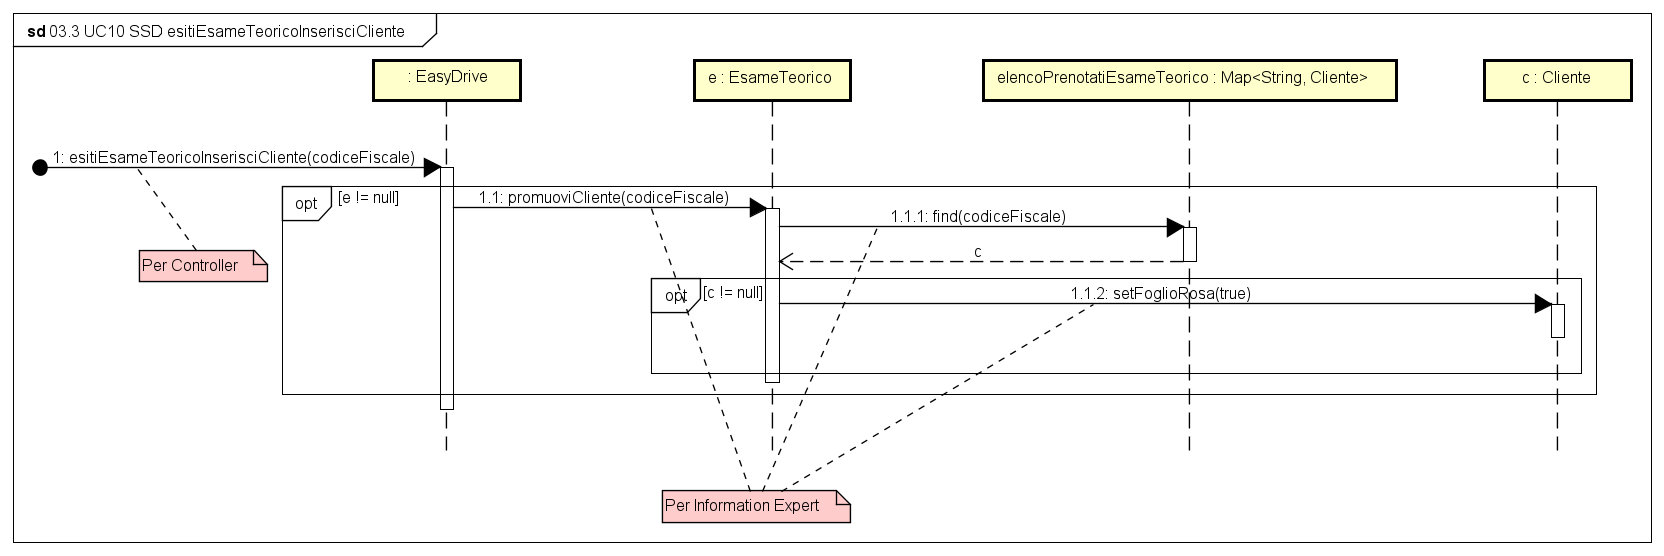 sd 03.3 UC10 SSD esitiEsameTeoricoInserisciCliente
: EasyDrive
e : EsameTeorico
elencoPrenotatiEsameTeorico : Map<String, Cliente>
c : Cliente
1: esitiEsameTeoricoInserisciCliente(codiceFiscale)
opt
[e != null]
1.1: promuoviCliente(codiceFiscale)
1.1.1: find(codiceFiscale)
Per Controller
c
opt
[c != null]
1.1.2: setFoglioRosa(true)
Per Information Expert